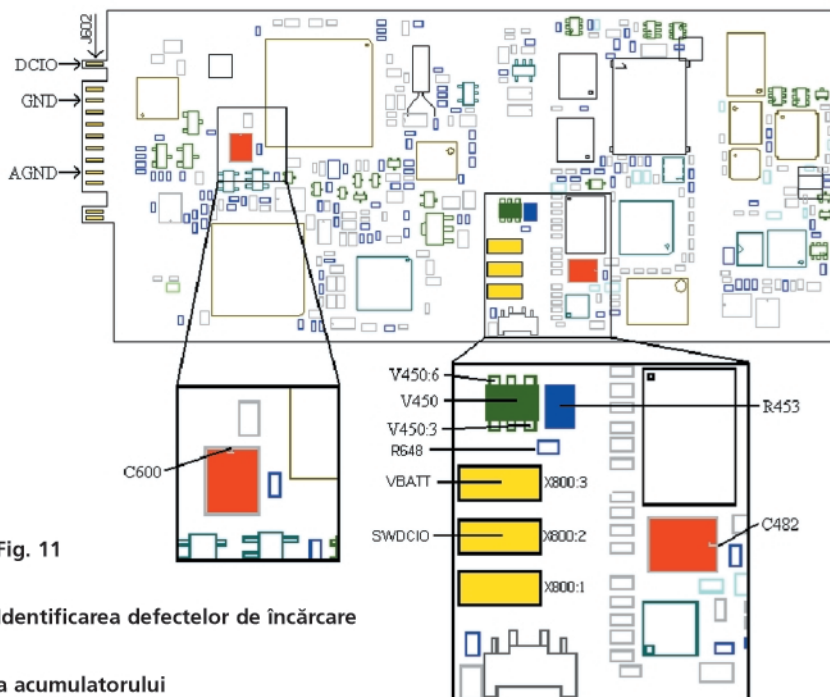 J602
DCIO
GND
AGND
V450:6
V450
V450:3
R648
VBATT
X800:3
SWDCIO
X800:2
X800:1
R453
C482
C600
Fig. 11
Identificarea defectelor de încărcare
a acumulatorului